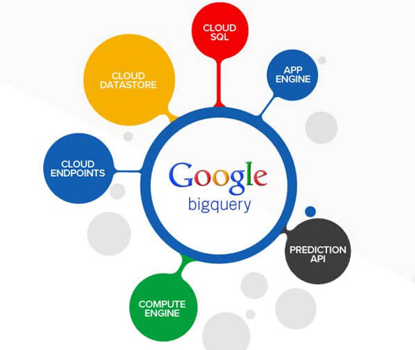 CLOUD
SQL
CLOUD
DATASTORE
APP
ENGINE
CLOUD
ENDPOINTS
Google
bigquery
PREDICTION
API
COMPUTE
ENGINE